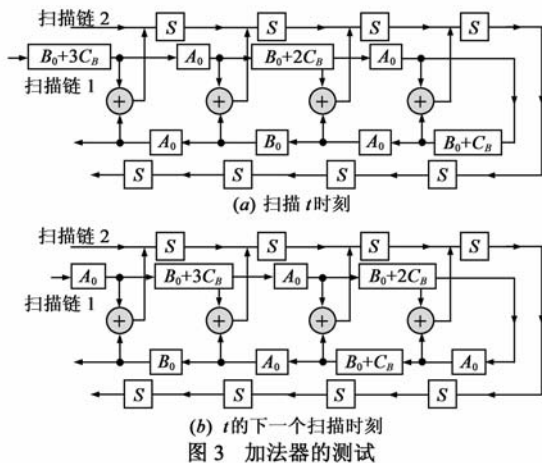 扫描链 2
S S S S
B₀+3C_B A₀ B₀+2C_B A₀
扫描链 1
+ + + +
A₀ B₀ A₀ B₀+C_B
S S S S
(a) 扫描 t 时刻
扫描链 2
S S S S
A₀ B₀+3C_B A₀ B₀+2C_B
扫描链 1
+ + + +
B₀ A₀ B₀+C_B A₀
S S S S
(b) t 的下一个扫描时刻
图 3 加法器的测试